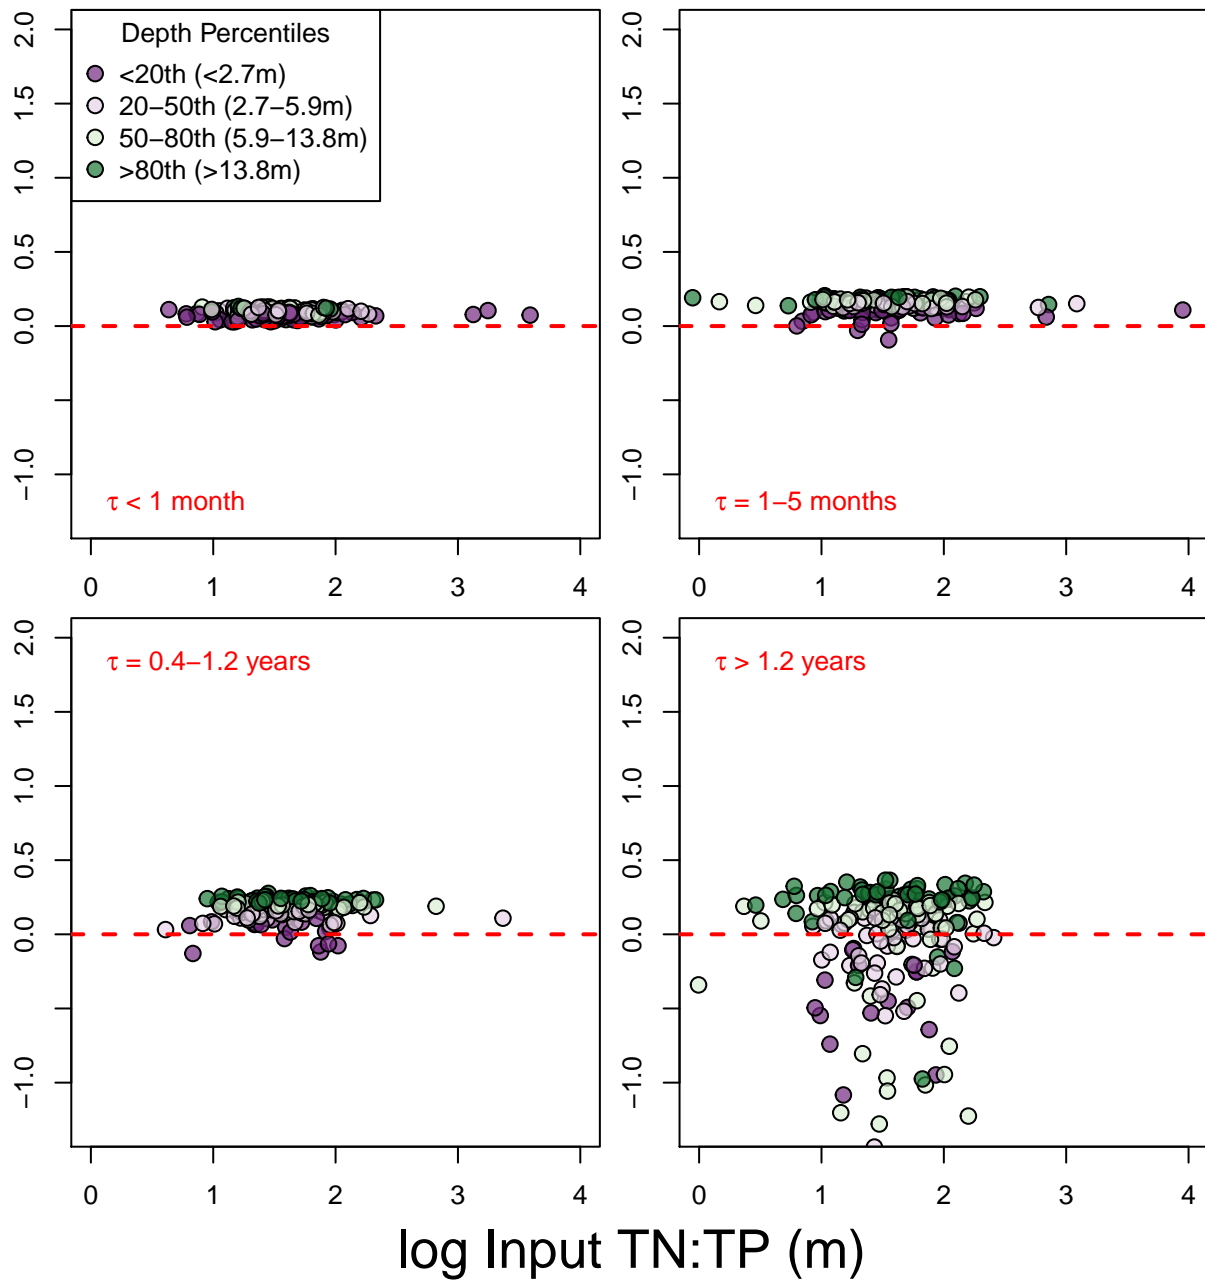 2.0
1.5
1.0
0.5
0.0
−1.0
Depth Percentiles
<20th (<2.7m)
20−50th (2.7−5.9m)
50−80th (5.9−13.8m)
>80th (>13.8m)
τ < 1 month
0 1 2 3 4
2.0
1.5
1.0
0.5
0.0
−1.0
τ = 1−5 months
0 1 2 3 4
2.0
1.5
1.0
0.5
0.0
−1.0
τ = 0.4−1.2 years
0 1 2 3 4
2.0
1.5
1.0
0.5
0.0
−1.0
τ > 1.2 years
0 1 2 3 4
log Input TN:TP (m)